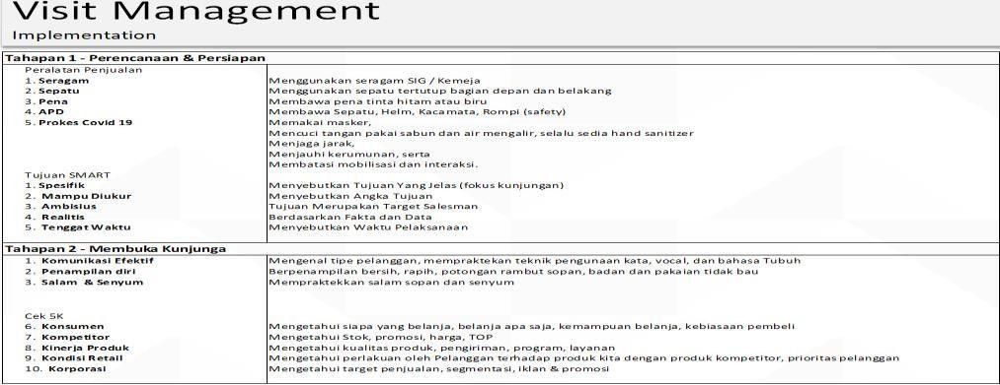 Visit Management
Implementation
Tahapan 1 - Perencanaan & Persiapan
Peralatan Penjualan
1. Seragam Menggunakan seragam SIG / Kemeja
2. Sepatu Menggunakan sepatu tertutup bagian depan dan belakang
3. Pena Membawa pena tinta hitam atau biru
4. APD Membawa Sepatu, Helm, Kacamata, Rompi (safety)
5. Prokes Covid 19 Memakai masker,
Mencuci tangan pakai sabun dan air mengalir, selalu sedia hand sanitizer
Menjaga jarak,
Menjauhi kerumunan, serta
Membatasi mobilisasi dan interaksi.
Tujuan SMART
1. Spesifik Menyebutkan Tujuan Yang Jelas (fokus kunjungan)
2. Mampu Diukur Menyebutkan Angka Tujuan
3. Ambisius Tujuan Merupakan Target Salesman
4. Realitis Berdasarkan Fakta dan Data
5. Tenggat Waktu Menyebutkan Waktu Pelaksanaan
Tahapan 2 - Membuka Kunjunga
1. Komunikasi Efektif Mengenal tipe pelanggan, mempraktekan teknik pengunaan kata, vocal, dan bahasa Tubuh
2. Penampilan diri Berpenampilan bersih, rapih, potongan rambut sopan, badan dan pakaian tidak bau
3. Salam & Senyum Mempraktekkan salam sopan dan senyum
Cek 5K
6. Konsumen Mengetahui siapa yang belanja, belanja apa saja, kemampuan belanja, kebiasaan pembeli
7. Kompetitor Mengetahui Stok, promosi, harga, TOP
8. Kinerja Produk Mengetahui kualitas produk, pengiriman, program, layanan
9. Kondisi Retail Mengetahui perlakuan oleh Pelanggan terhadap produk kita dengan produk kompetitor, prioritas pelanggan
10. Korporasi Mengetahui target penjualan, segmentasi, iklan & promosi